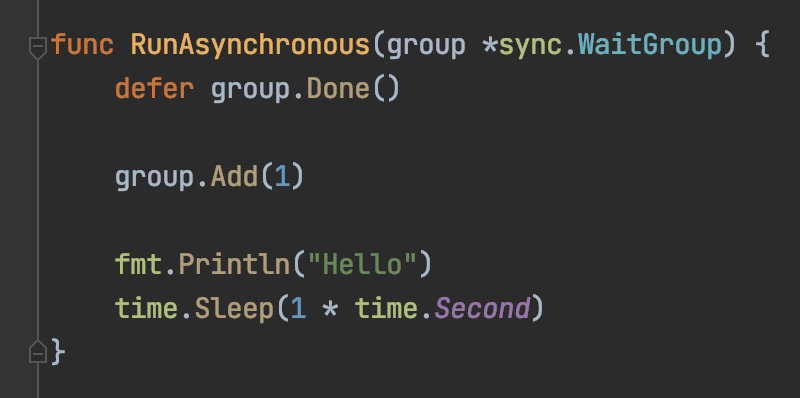 func RunAsynchronous(group *sync.WaitGroup) {
    defer group.Done()

    group.Add(1)

    fmt.Println("Hello")
    time.Sleep(1 * time.Second)
}